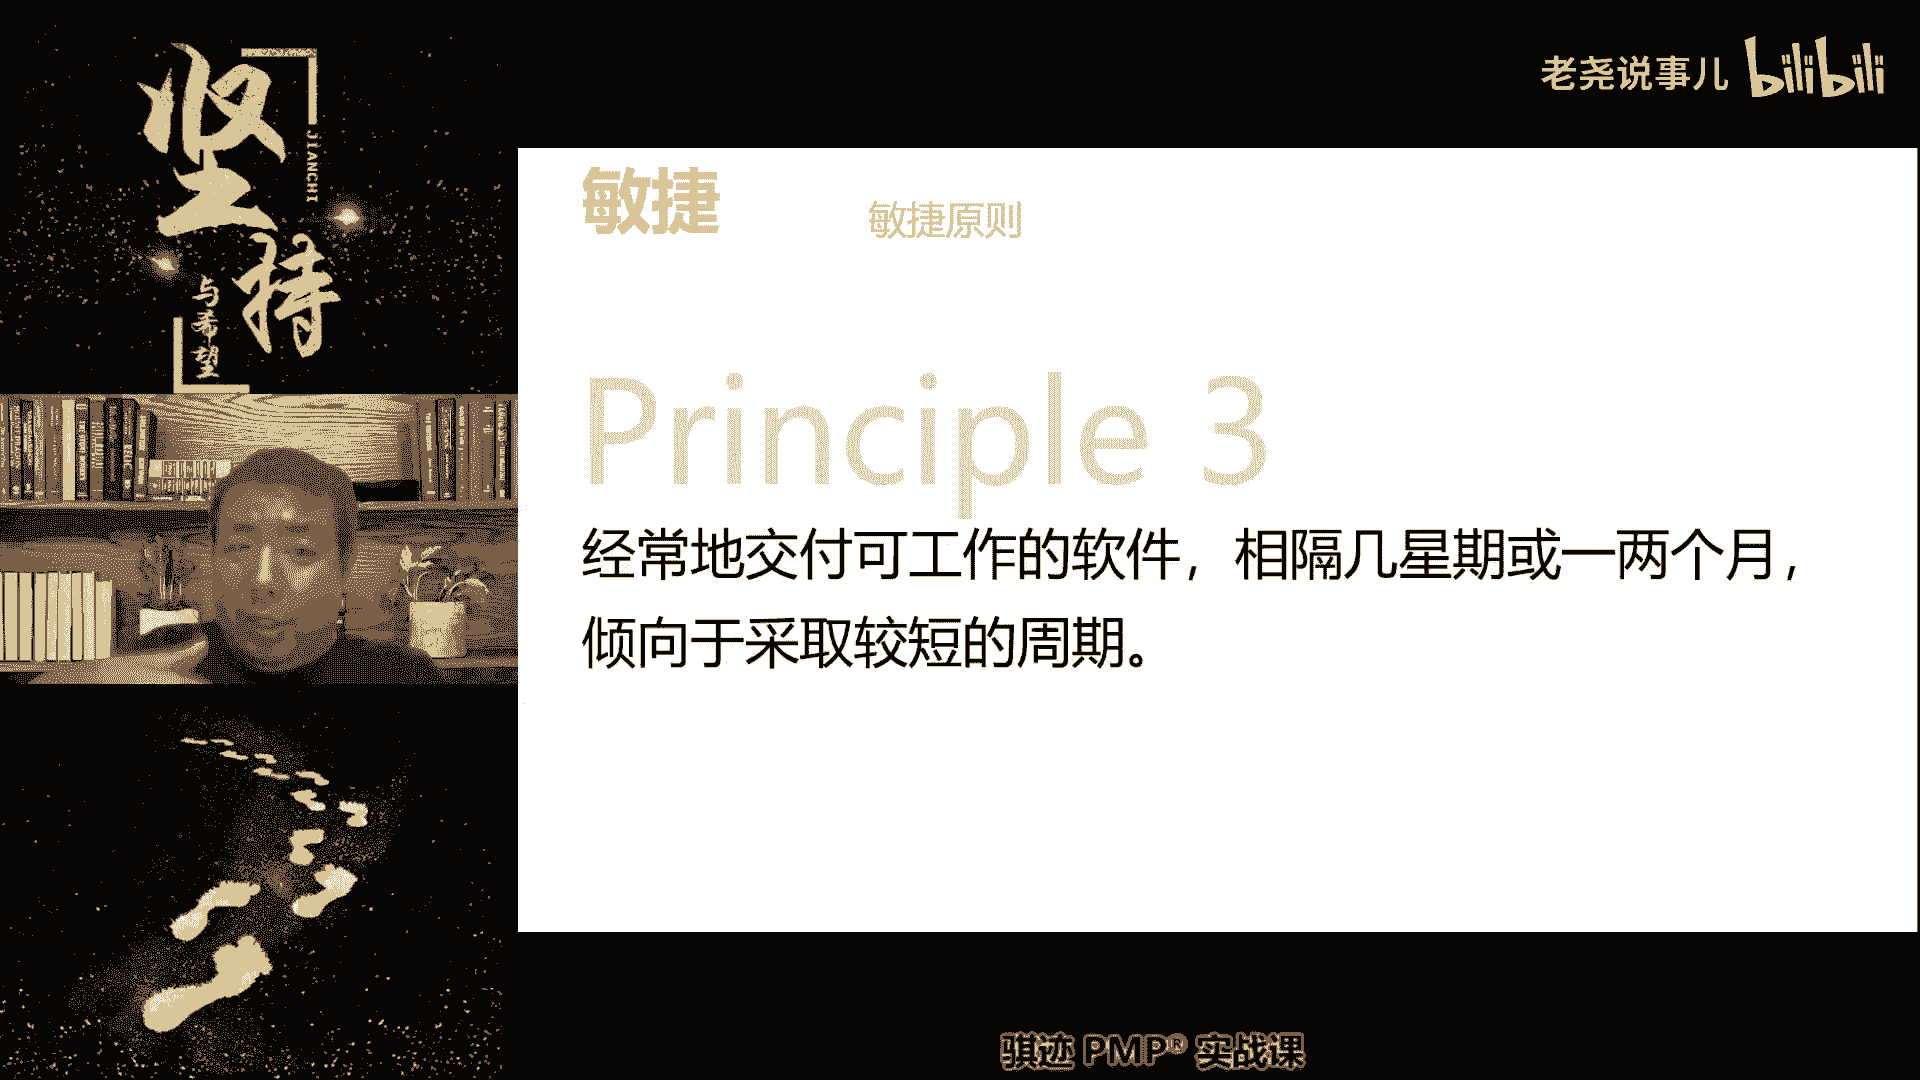 坚持
JIANCHI
与希望
老尧说事儿 bilibili
敏捷
敏捷原则
Principle 3
经常地交付可工作的软件，相隔几星期或一两个月，
倾向于采取较短的周期。
骐迹 PMP® 实战课